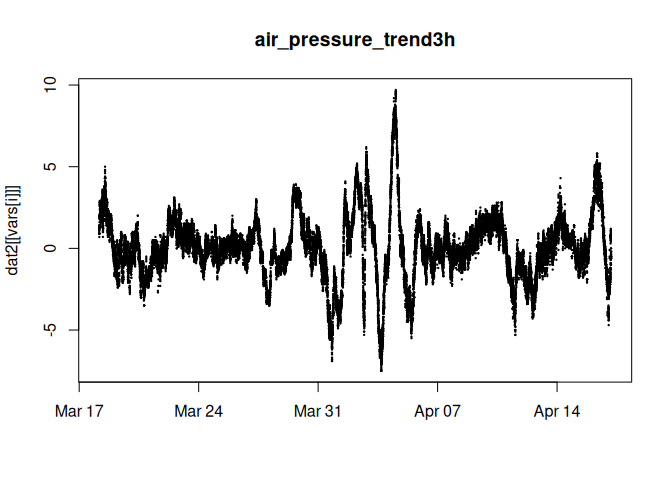 air_pressure_trend3h
dat2[[vars[i]]]
10
5
0
-5
Mar 17
Mar 24
Mar 31
Apr 07
Apr 14